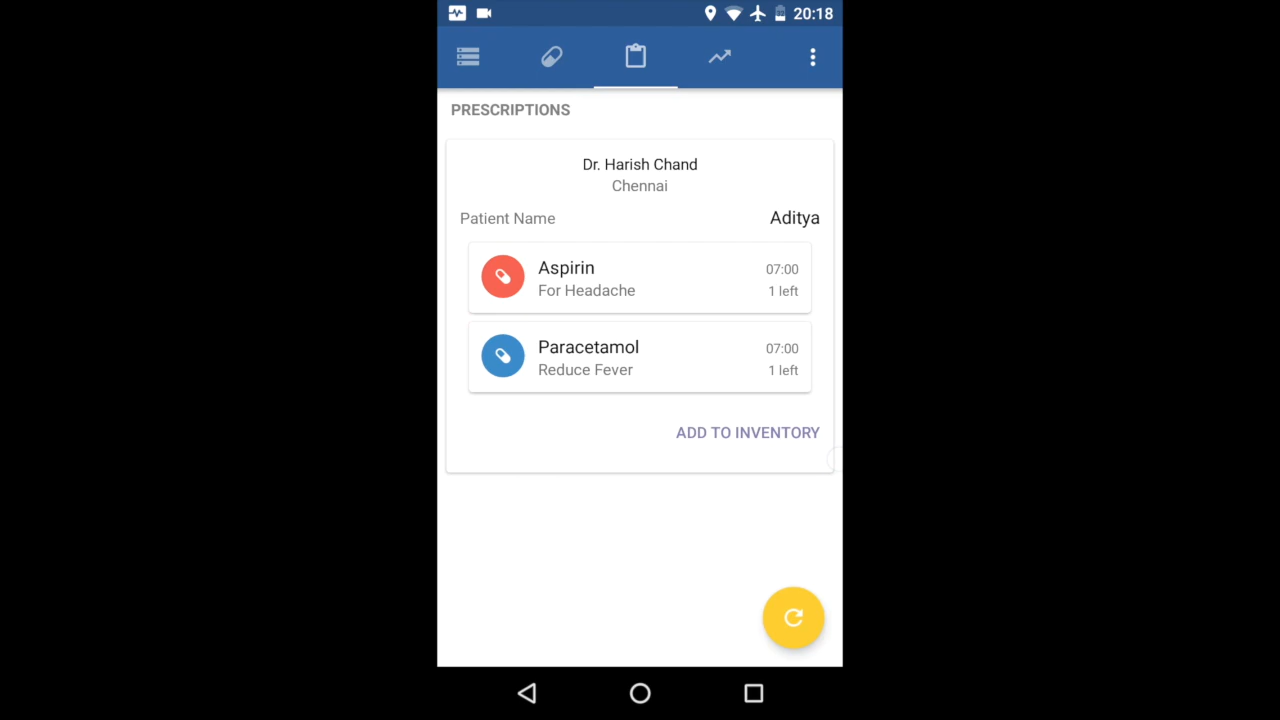 20:18
PRESCRIPTIONS
Dr. Harish Chand
Chennai
Patient Name Aditya
Aspirin 07:00
For Headache 1 left
Paracetamol 07:00
Reduce Fever 1 left
ADD TO INVENTORY